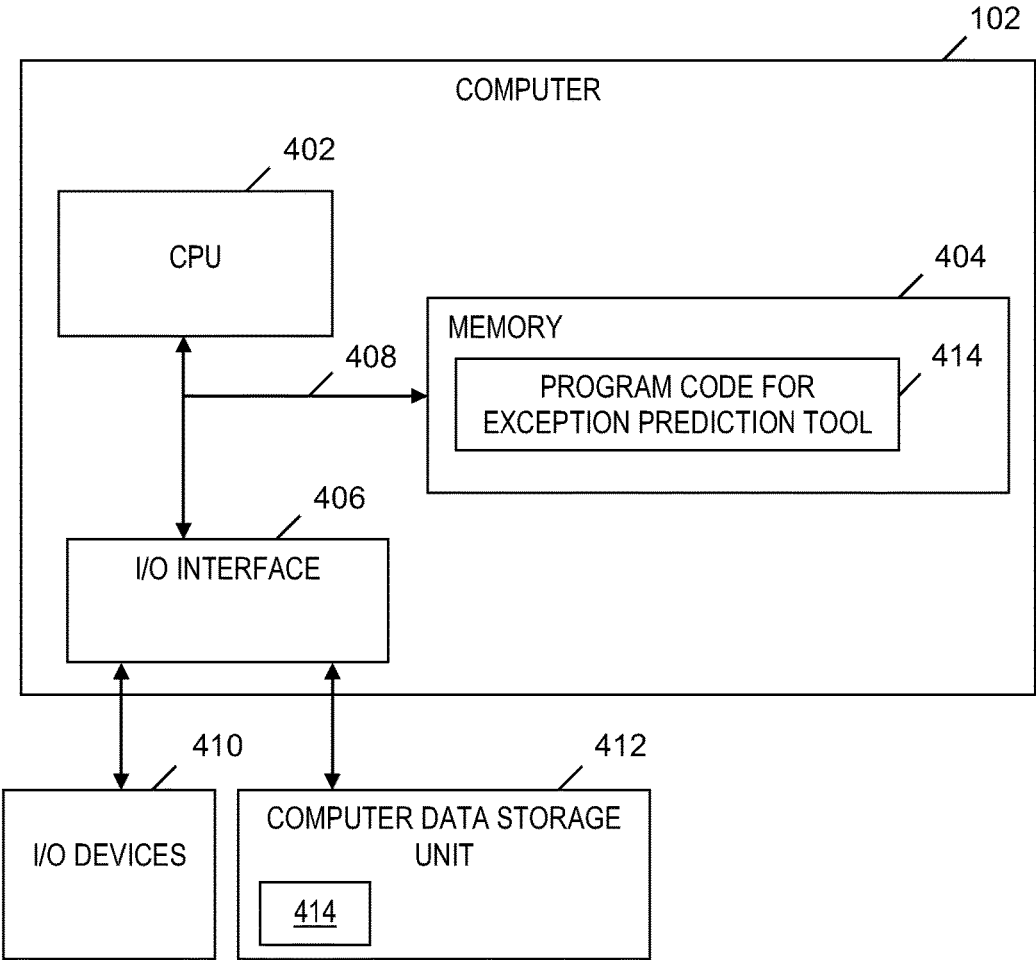 102
COMPUTER
402
CPU
404
MEMORY
408
414
PROGRAM CODE FOR
EXCEPTION PREDICTION TOOL
406
I/O INTERFACE
410
412
I/O DEVICES
COMPUTER DATA STORAGE
UNIT
414